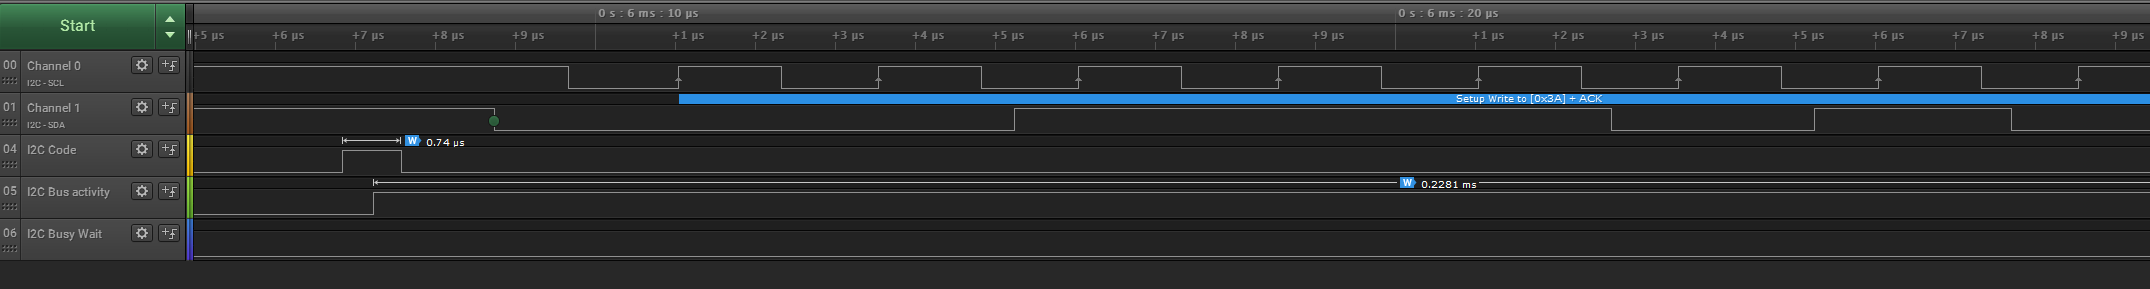 Start
0 s : 6 ms : 10 µs
0 s : 6 ms : 20 µs
+5 µs +6 µs +7 µs +8 µs +9 µs +1 µs +2 µs +3 µs +4 µs +5 µs +6 µs +7 µs +8 µs +9 µs +1 µs +2 µs +3 µs +4 µs +5 µs +6 µs +7 µs +8 µs +9 µs
00 Channel 0
I2C - SCL
01 Channel 1
I2C - SDA
Setup Write to [0x3A] + ACK
04 I2C Code
W 0.74 µs
05 I2C Bus activity
W 0.2281 ms
06 I2C Busy Wait